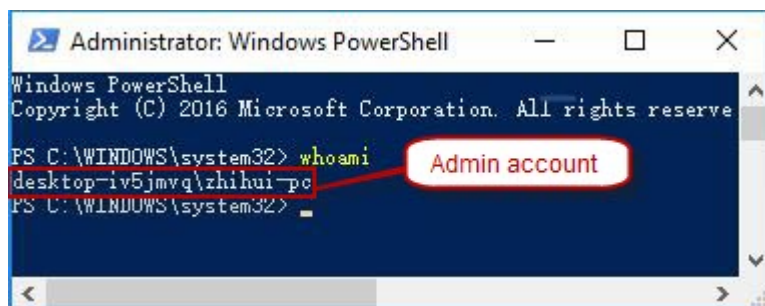 Administrator: Windows PowerShell
Windows PowerShell
Copyright (C) 2016 Microsoft Corporation. All rights reserve
PS C:\WINDOWS\system32> whoami
Admin account
desktop-iv5jmvq\zhihui-pc
PS C:\WINDOWS\system32>